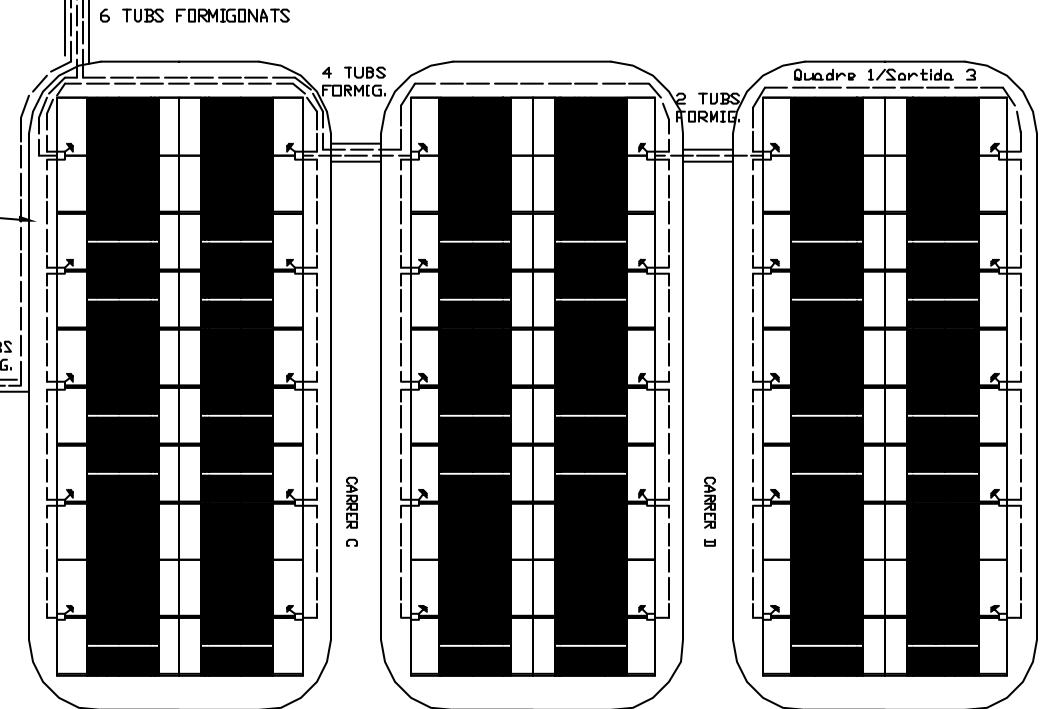 6 TUBS FORMIGONATS
4 TUBS
FORMIG.
2 TUBS
FORMIG.
Quadre 1/Sortida 3
CARRER C
CARRER D